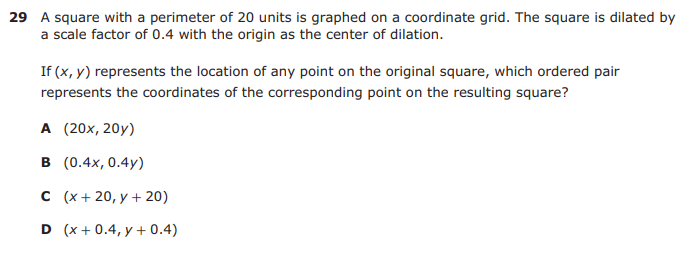 29 A square with a perimeter of 20 units is graphed on a coordinate grid. The square is dilated by
a scale factor of 0.4 with the origin as the center of dilation.
If (x, y) represents the location of any point on the original square, which ordered pair
represents the coordinates of the corresponding point on the resulting square?
A (20x, 20y)
B (0.4x, 0.4y)
C (x + 20, y + 20)
D (x + 0.4, y + 0.4)